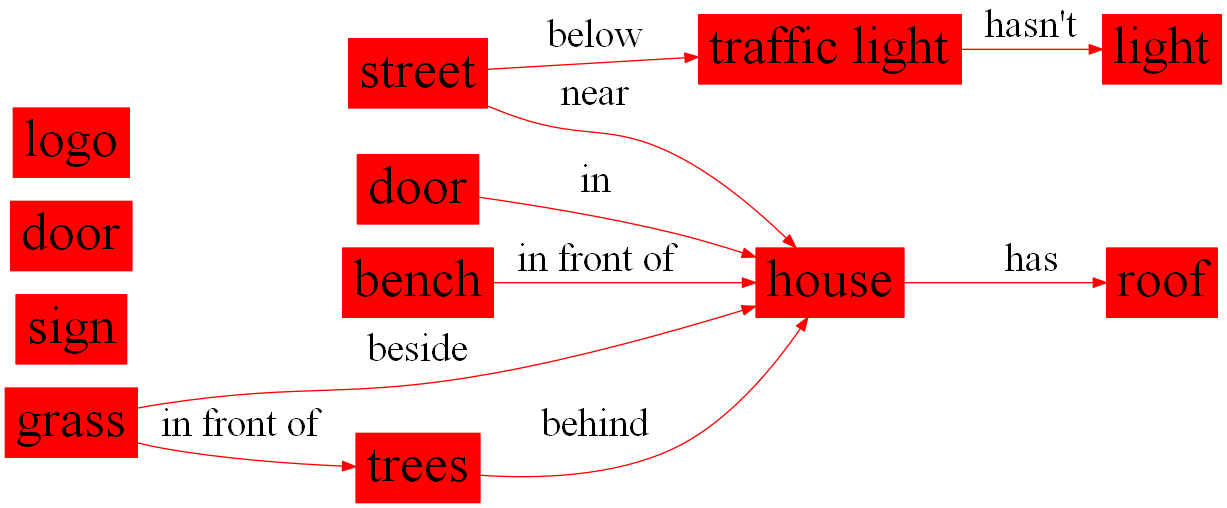 logo
door
sign
grass
in front of
beside
street
door
bench
trees
below
near
in
in front of
behind
traffic light
house
hasn't
has
light
roof